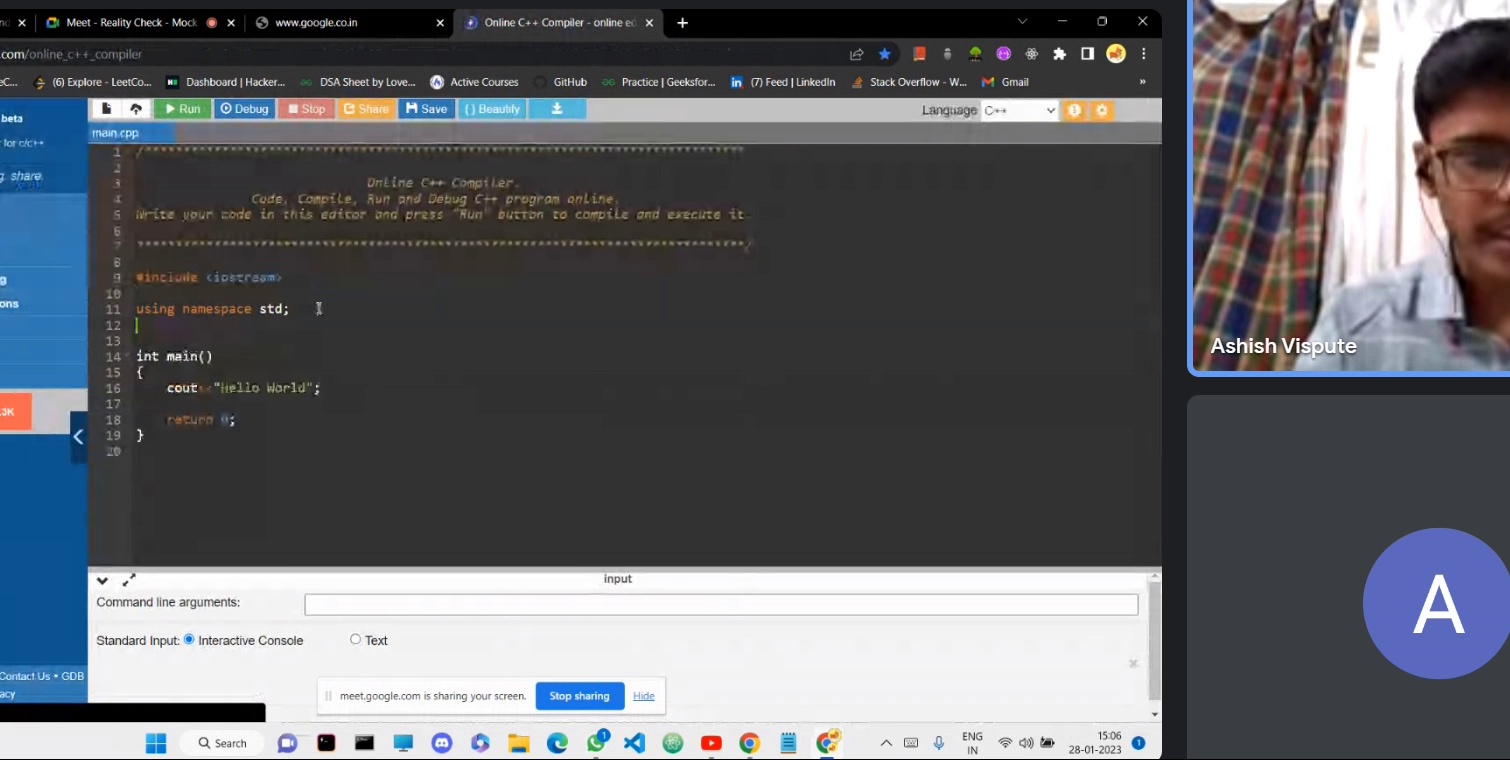 Meet - Reality Check - Mock
www.google.co.in
Online C++ Compiler - online ed
.com/online_c++_compiler
(6) Explore - LeetCo...
Dashboard | Hacker...
DSA Sheet by Love...
Active Courses
GitHub
Practice | Geeksfor...
(7) Feed | LinkedIn
Stack Overflow - W...
Gmail
»
beta
for c/c++
g. share.
ons
.3K
Contact Us • GDB
acy
Run
Debug
Stop
Share
Save
{ } Beautify
Language C++
main.cpp
1 /******************************************************************************
2
3 Online C++ Compiler.
4 Code, Compile, Run and Debug C++ program online.
5 Write your code in this editor and press "Run" button to compile and execute it.
6
7 *******************************************************************************/
8
9 #include <iostream>
10
11 using namespace std;
12
13
14 int main()
15 {
16 cout<<"Hello World";
17
18 return 0;
19 }
20
input
Command line arguments:
Standard Input: Interactive Console Text
meet.google.com is sharing your screen.
Stop sharing
Hide
Search
ENG
IN
15:06
28-01-2023
1
1
Ashish Vispute
A